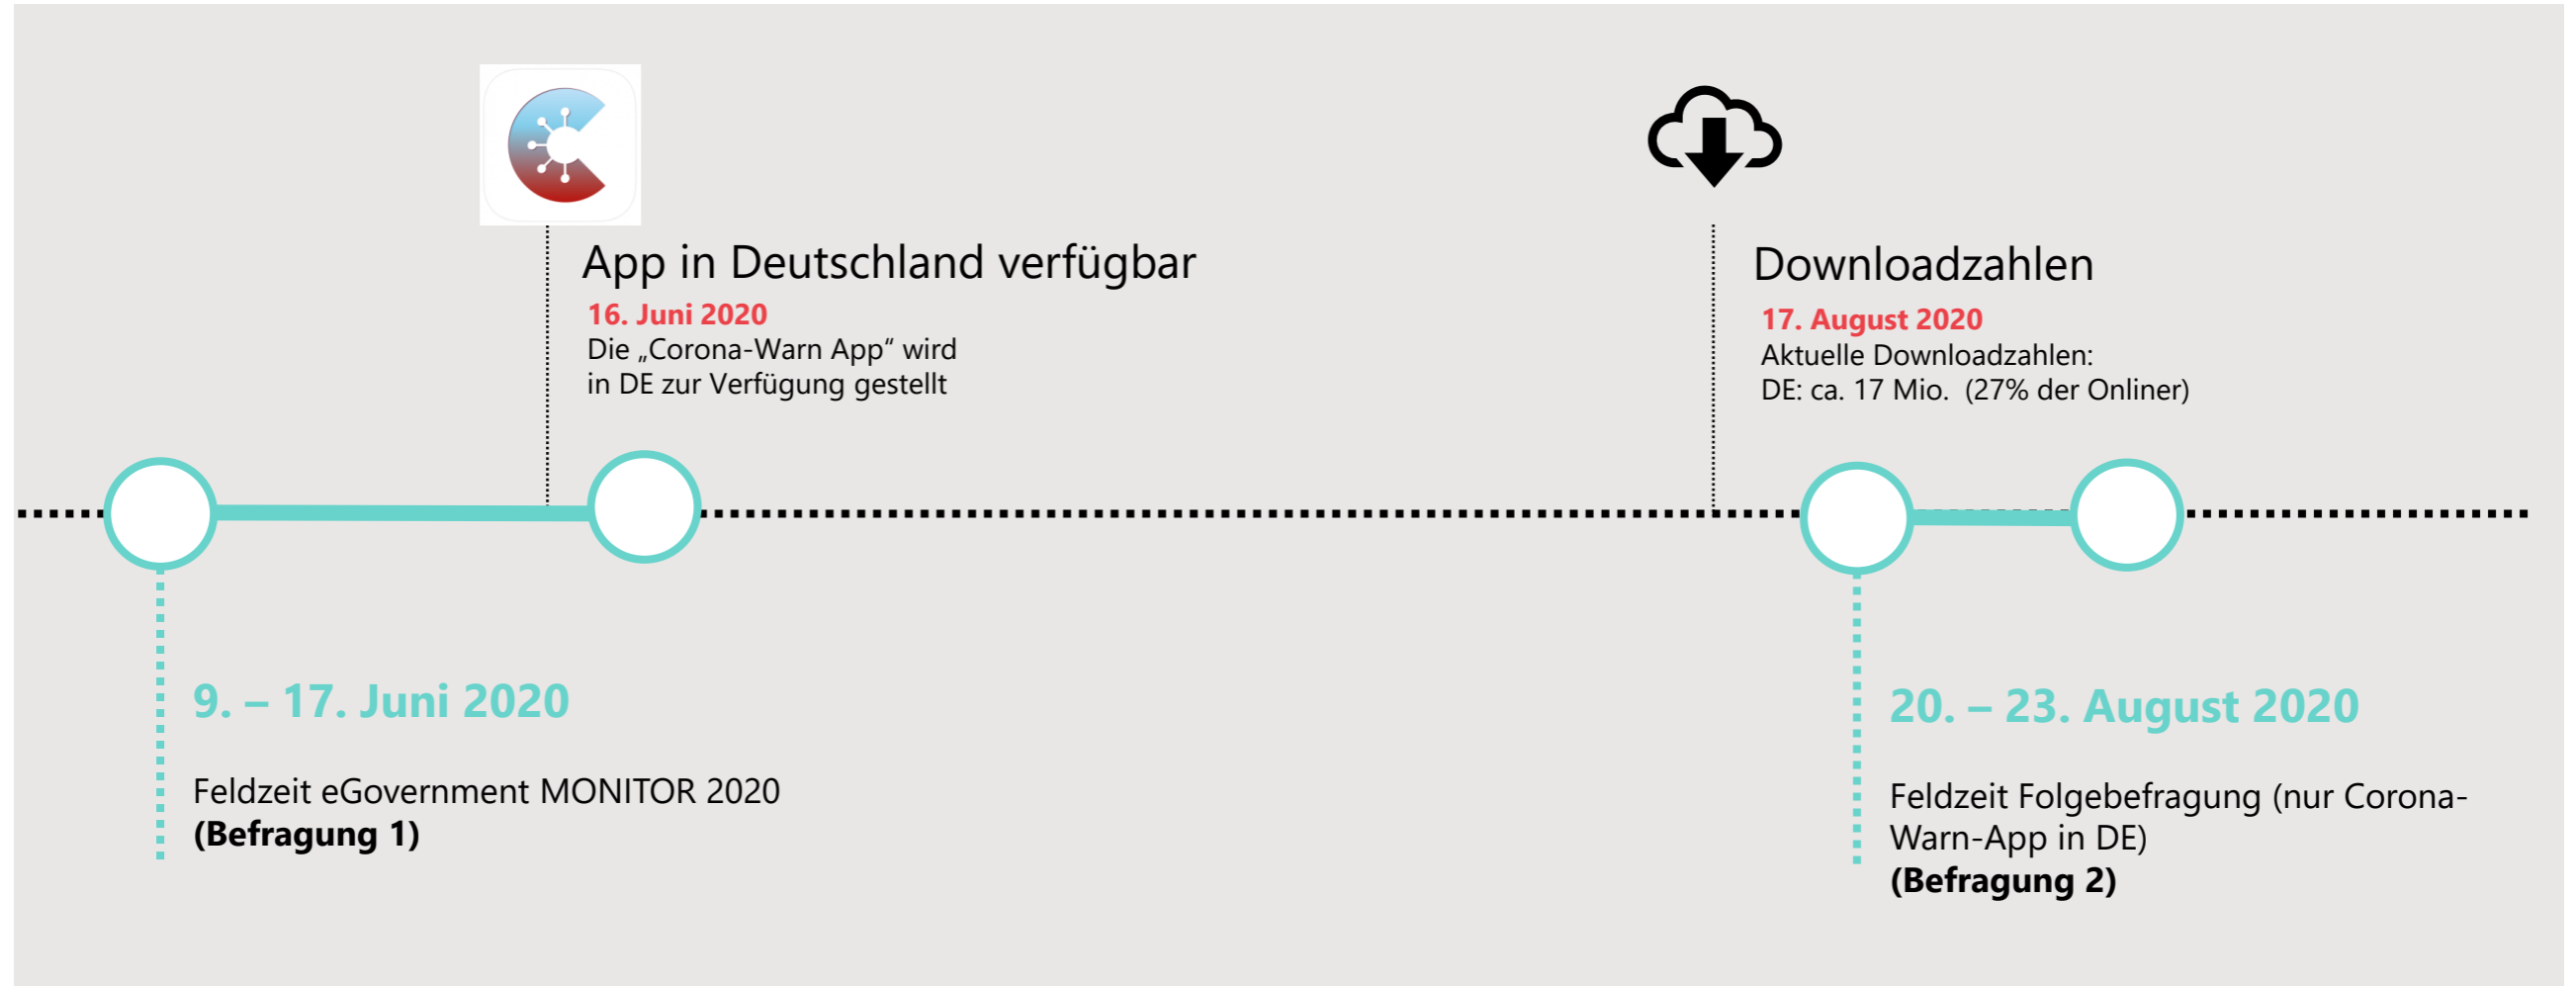 App in Deutschland verfügbar
16. Juni 2020
Die „Corona-Warn App“ wird
in DE zur Verfügung gestellt
Downloadzahlen
17. August 2020
Aktuelle Downloadzahlen:
DE: ca. 17 Mio. (27% der Onliner)
9. – 17. Juni 2020
Feldzeit eGovernment MONITOR 2020
(Befragung 1)
20. – 23. August 2020
Feldzeit Folgebefragung (nur Corona-
Warn-App in DE)
(Befragung 2)